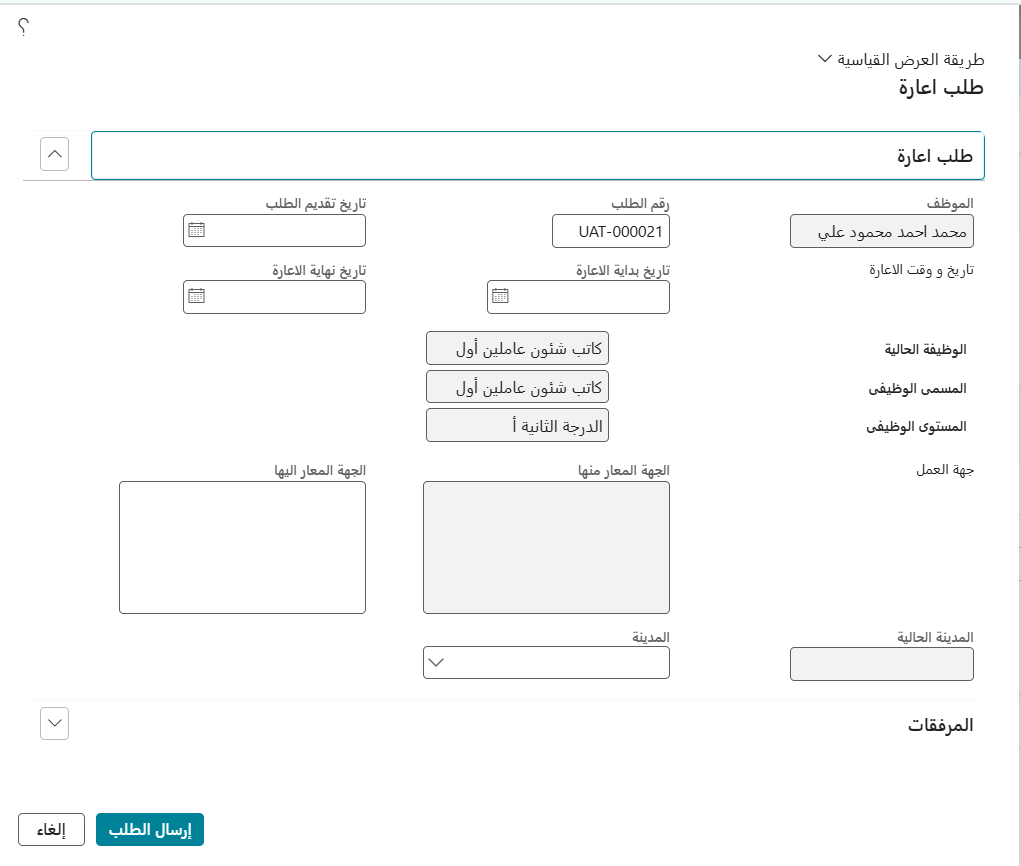 ؟
طريقة العرض القياسية
طلب اعارة
طلب اعارة
الموظف رقم الطلب تاريخ تقديم الطلب
محمد احمد محمود علي UAT-000021
تاريخ و وقت الاعارة تاريخ بداية الاعارة تاريخ نهاية الاعارة
الوظيفة الحالية كاتب شئون عاملين أول
المسمى الوظيفى كاتب شئون عاملين أول
المستوى الوظيفى الدرجة الثانية أ
جهة العمل الجهة المعار منها الجهة المعار اليها
المدينة الحالية المدينة
المرفقات
إرسال الطلب إلغاء